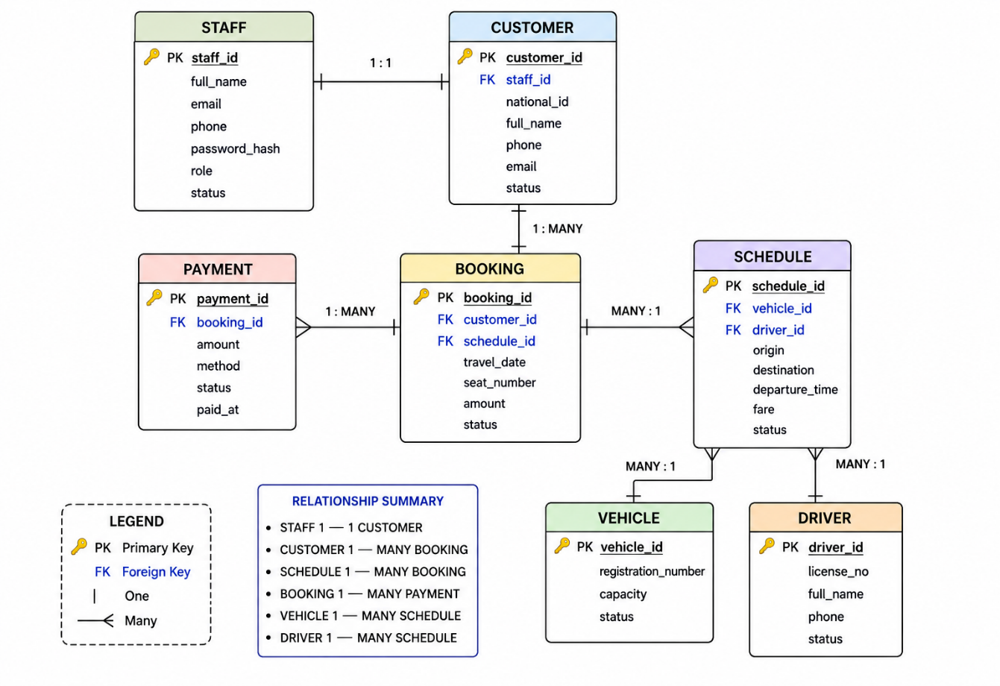 STAFF
PK staff_id
full_name
email
phone
password_hash
role
status
1 : 1
CUSTOMER
PK customer_id
FK staff_id
national_id
full_name
phone
email
status
1 : MANY
PAYMENT
PK payment_id
FK booking_id
amount
method
status
paid_at
1 : MANY
BOOKING
PK booking_id
FK customer_id
FK schedule_id
travel_date
seat_number
amount
status
MANY : 1
SCHEDULE
PK schedule_id
FK vehicle_id
FK driver_id
origin
destination
departure_time
fare
status
MANY : 1
MANY : 1
LEGEND
PK Primary Key
FK Foreign Key
One
Many
RELATIONSHIP SUMMARY
• STAFF 1 — 1 CUSTOMER
• CUSTOMER 1 — MANY BOOKING
• SCHEDULE 1 — MANY BOOKING
• BOOKING 1 — MANY PAYMENT
• VEHICLE 1 — MANY SCHEDULE
• DRIVER 1 — MANY SCHEDULE
VEHICLE
PK vehicle_id
registration_number
capacity
status
DRIVER
PK driver_id
license_no
full_name
phone
status